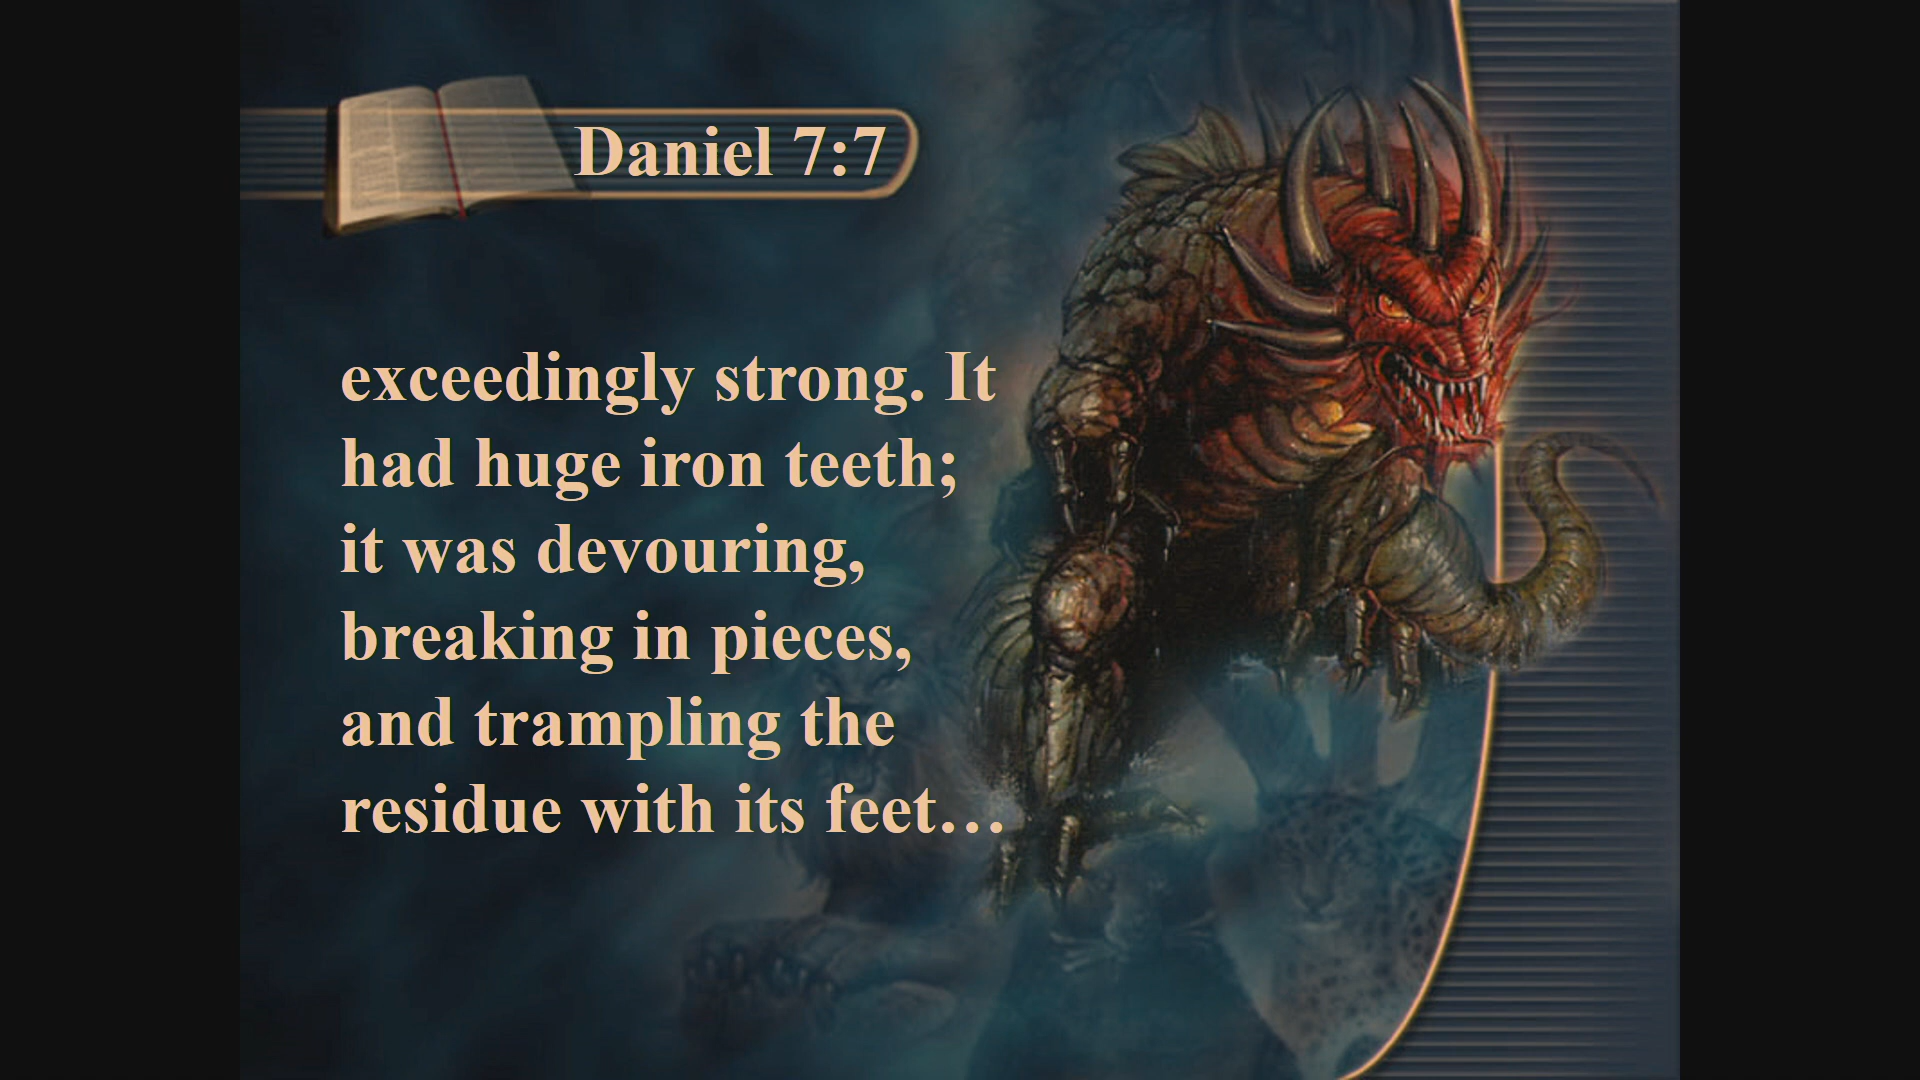 Daniel 7:7
exceedingly strong. It
had huge iron teeth;
it was devouring,
breaking in pieces,
and trampling the
residue with its feet…